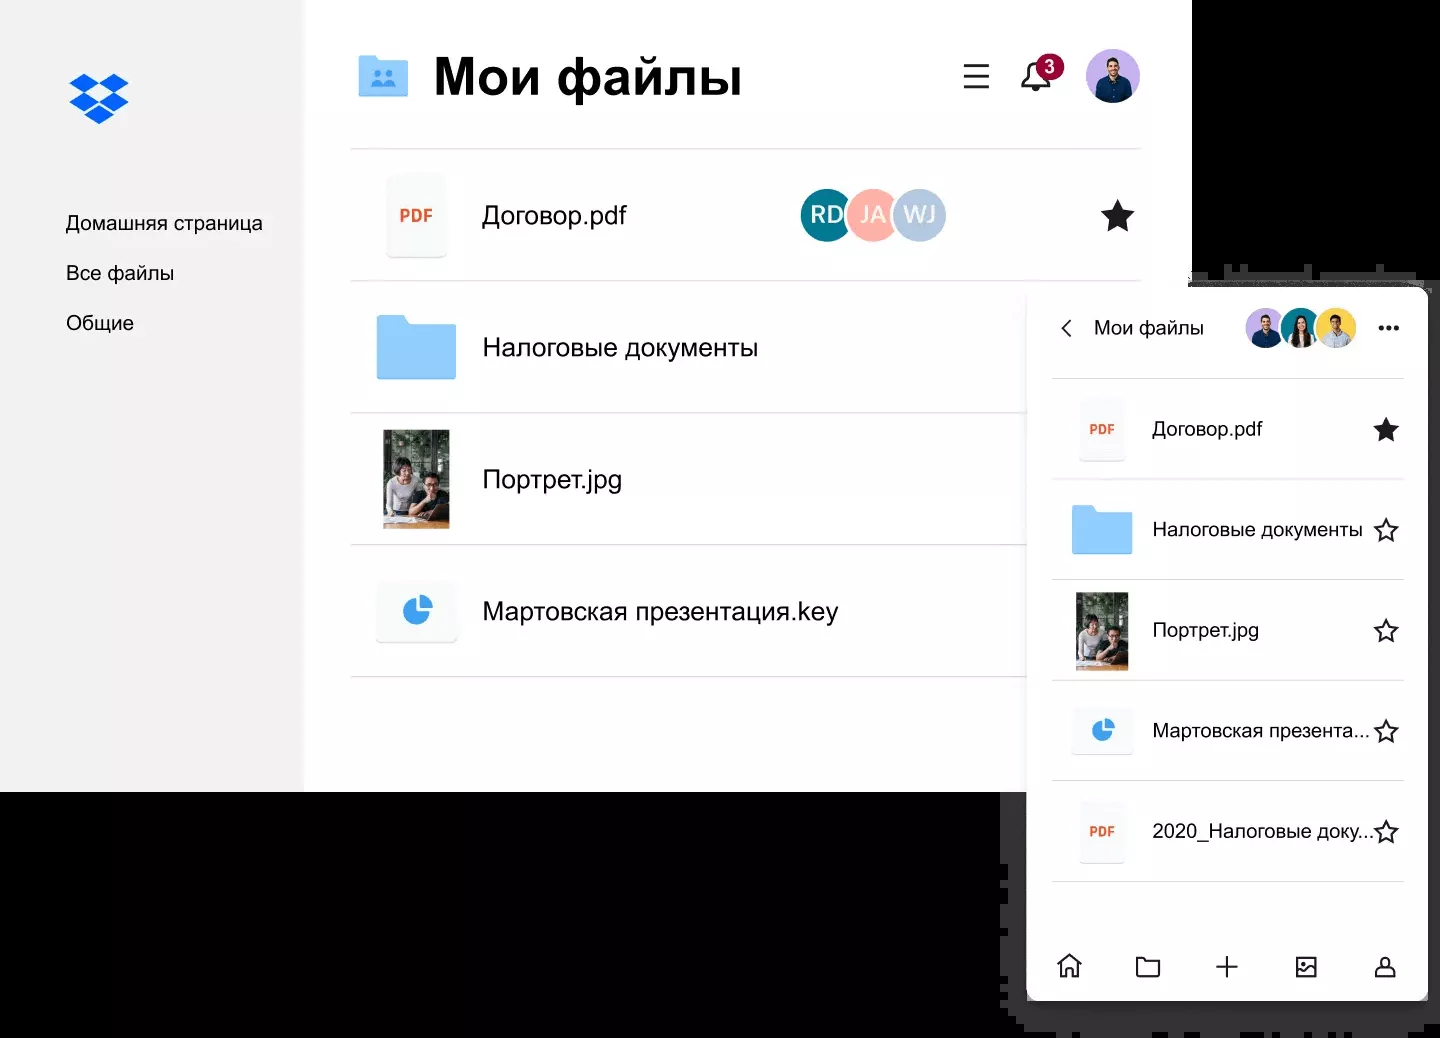 Мои файлы
3
Домашняя страница
Все файлы
Общие
PDF
Договор.pdf
RD
JA
WJ
Налоговые документы
Портрет.jpg
Мартовская презентация.key
Мои файлы
PDF
Договор.pdf
Налоговые документы
Портрет.jpg
Мартовская презента...
PDF
2020_Налоговые доку...